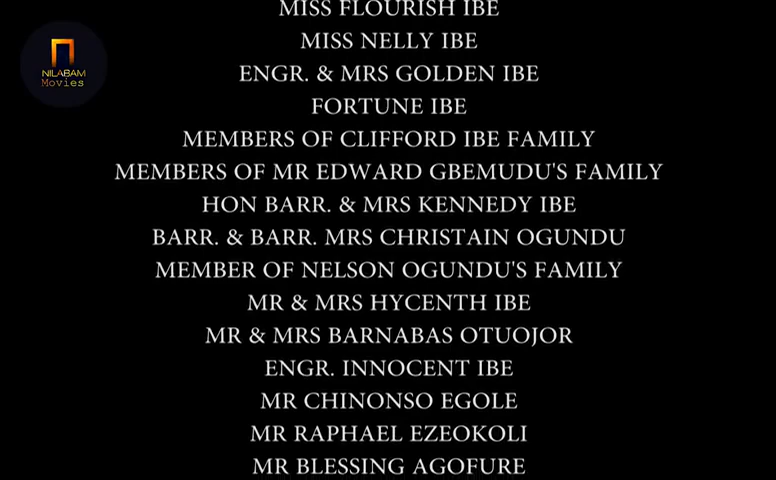 MISS FLOURISH IBE
NILABAM
Movies
MISS NELLY IBE
ENGR. & MRS GOLDEN IBE
FORTUNE IBE
MEMBERS OF CLIFFORD IBE FAMILY
MEMBERS OF MR EDWARD GBEMUDU'S FAMILY
HON BARR. & MRS KENNEDY IBE
BARR. & BARR. MRS CHRISTAIN OGUNDU
MEMBER OF NELSON OGUNDU'S FAMILY
MR & MRS HYCENTH IBE
MR & MRS BARNABAS OTUOJOR
ENGR. INNOCENT IBE
MR CHINONSO EGOLE
MR RAPHAEL EZEOKOLI
MR BLESSING AGOFURE